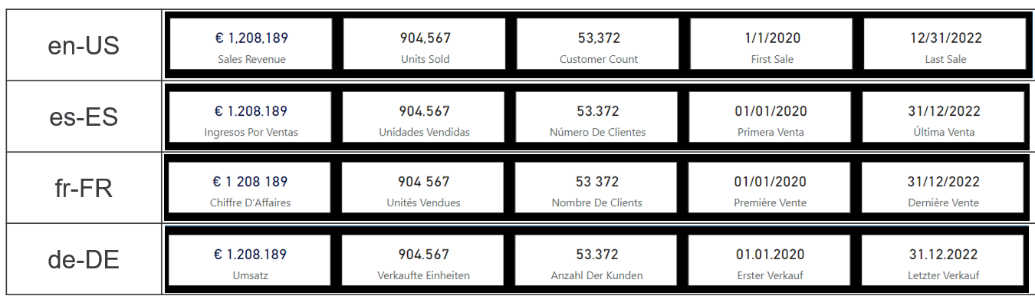 en-US
€ 1,208,189
Sales Revenue
904,567
Units Sold
53,372
Customer Count
1/1/2020
First Sale
12/31/2022
Last Sale
es-ES
€ 1.208.189
Ingresos Por Ventas
904.567
Unidades Vendidas
53.372
Número De Clientes
01/01/2020
Primera Venta
31/12/2022
Última Venta
fr-FR
€ 1 208 189
Chiffre D'Affaires
904 567
Unités Vendues
53 372
Nombre De Clients
01/01/2020
Première Vente
31/12/2022
Dernière Vente
de-DE
€ 1.208.189
Umsatz
904.567
Verkaufte Einheiten
53.372
Anzahl Der Kunden
01.01.2020
Erster Verkauf
31.12.2022
Letzter Verkauf